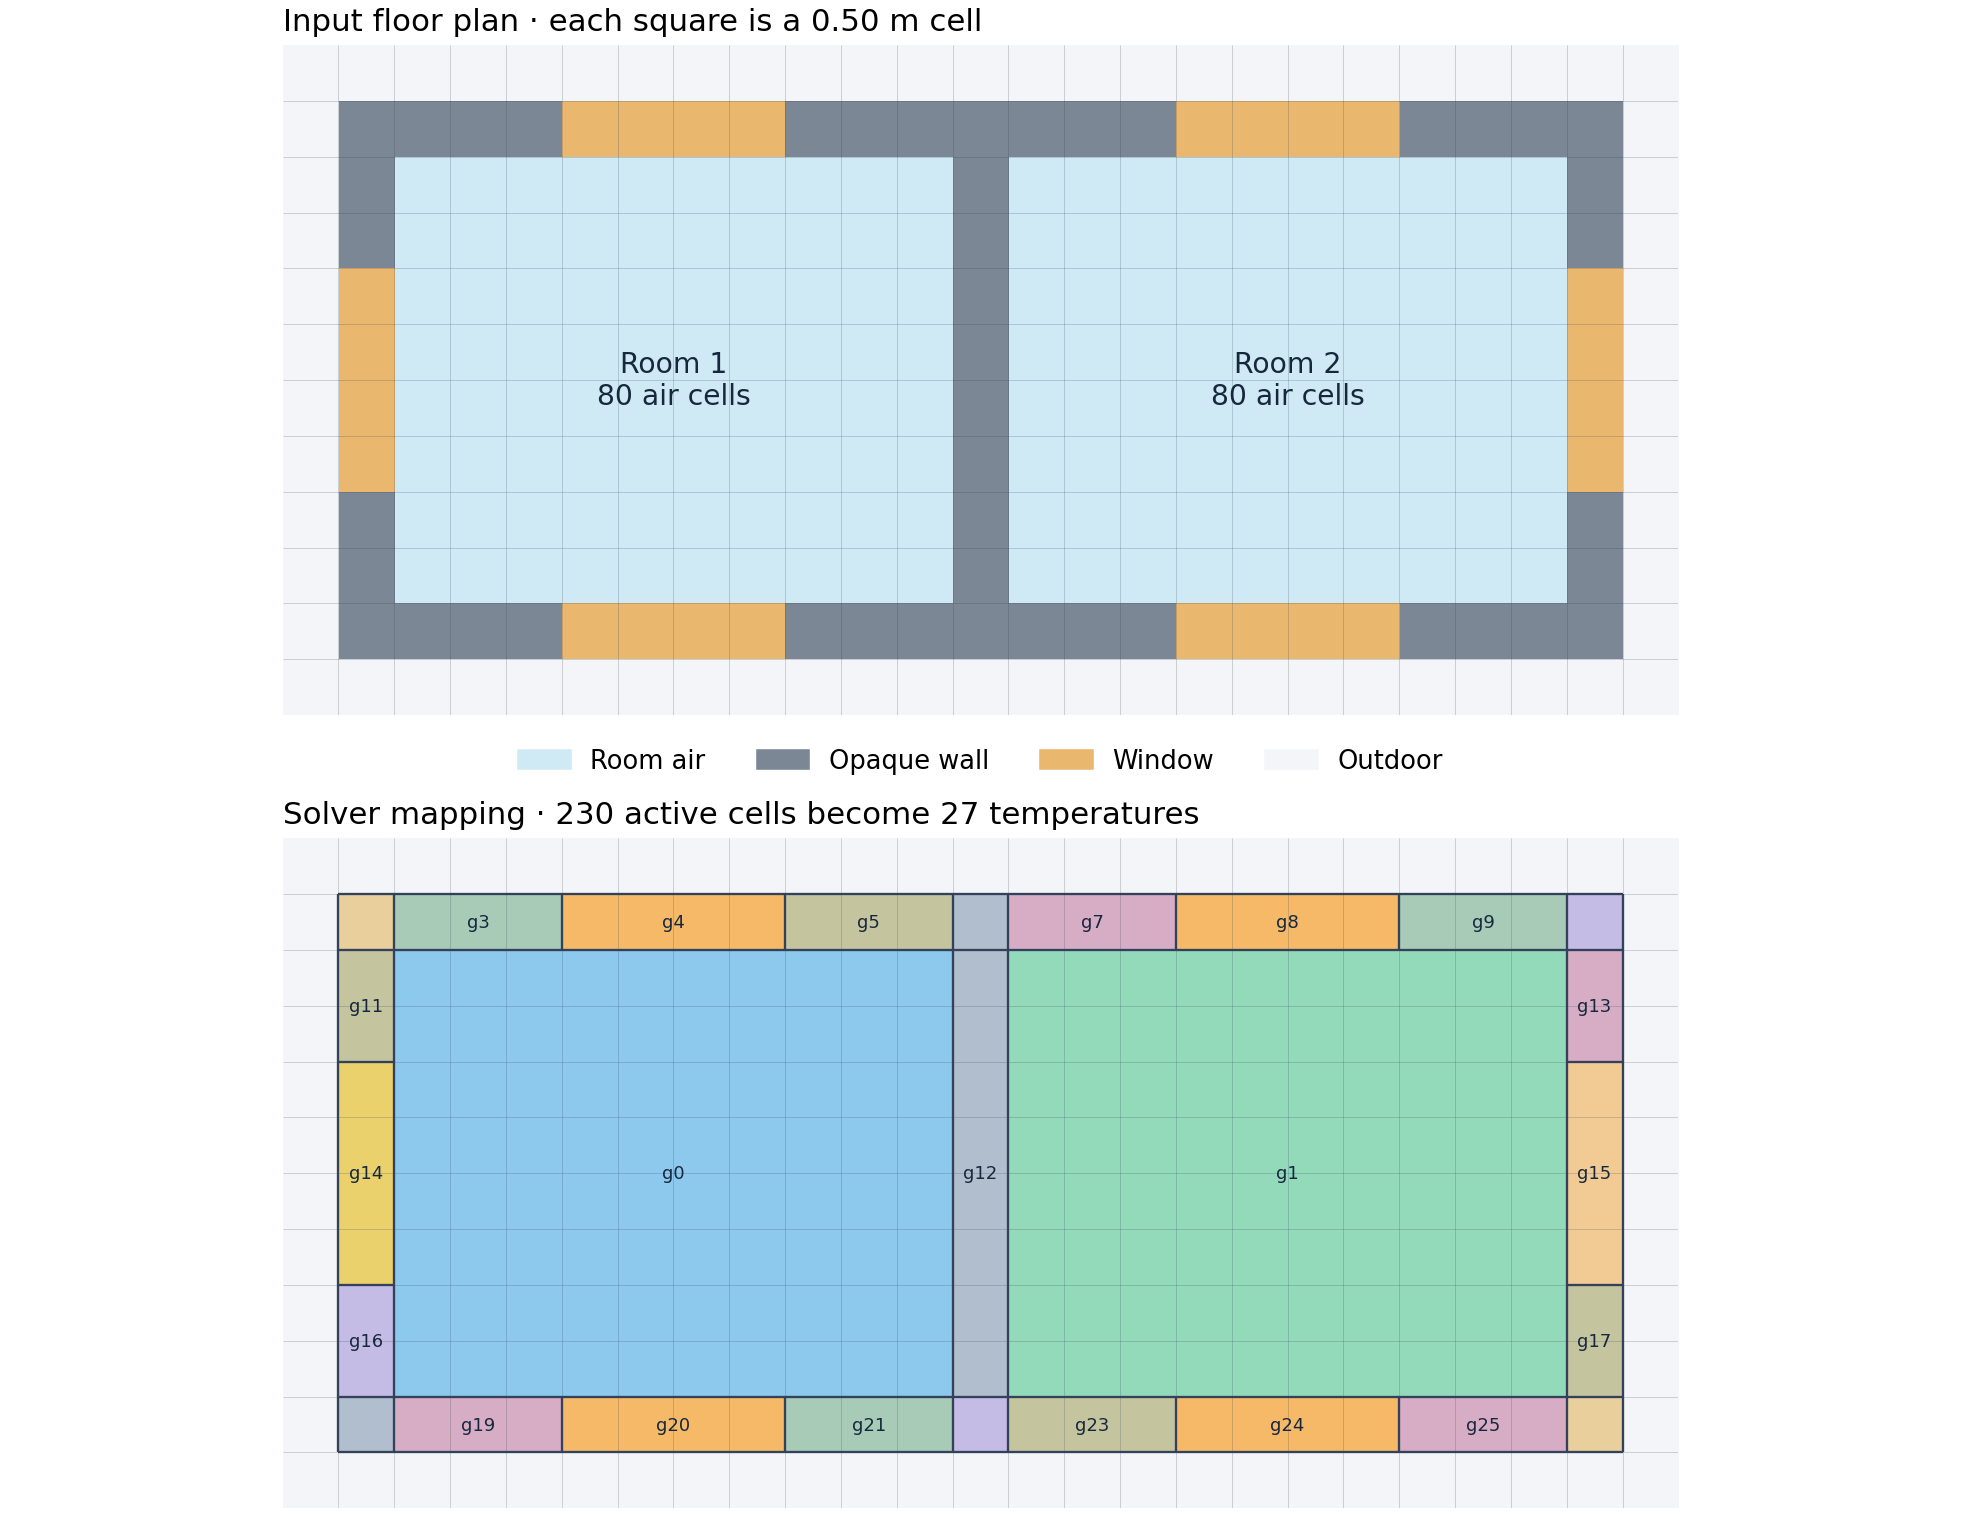 Input floor plan · each square is a 0.50 m cell
Room 1
80 air cells
Room 2
80 air cells
Room air
Opaque wall
Window
Outdoor
Solver mapping · 230 active cells become 27 temperatures
g3
g4
g5
g7
g8
g9
g11
g13
g14
g0
g12
g1
g15
g16
g17
g19
g20
g21
g23
g24
g25